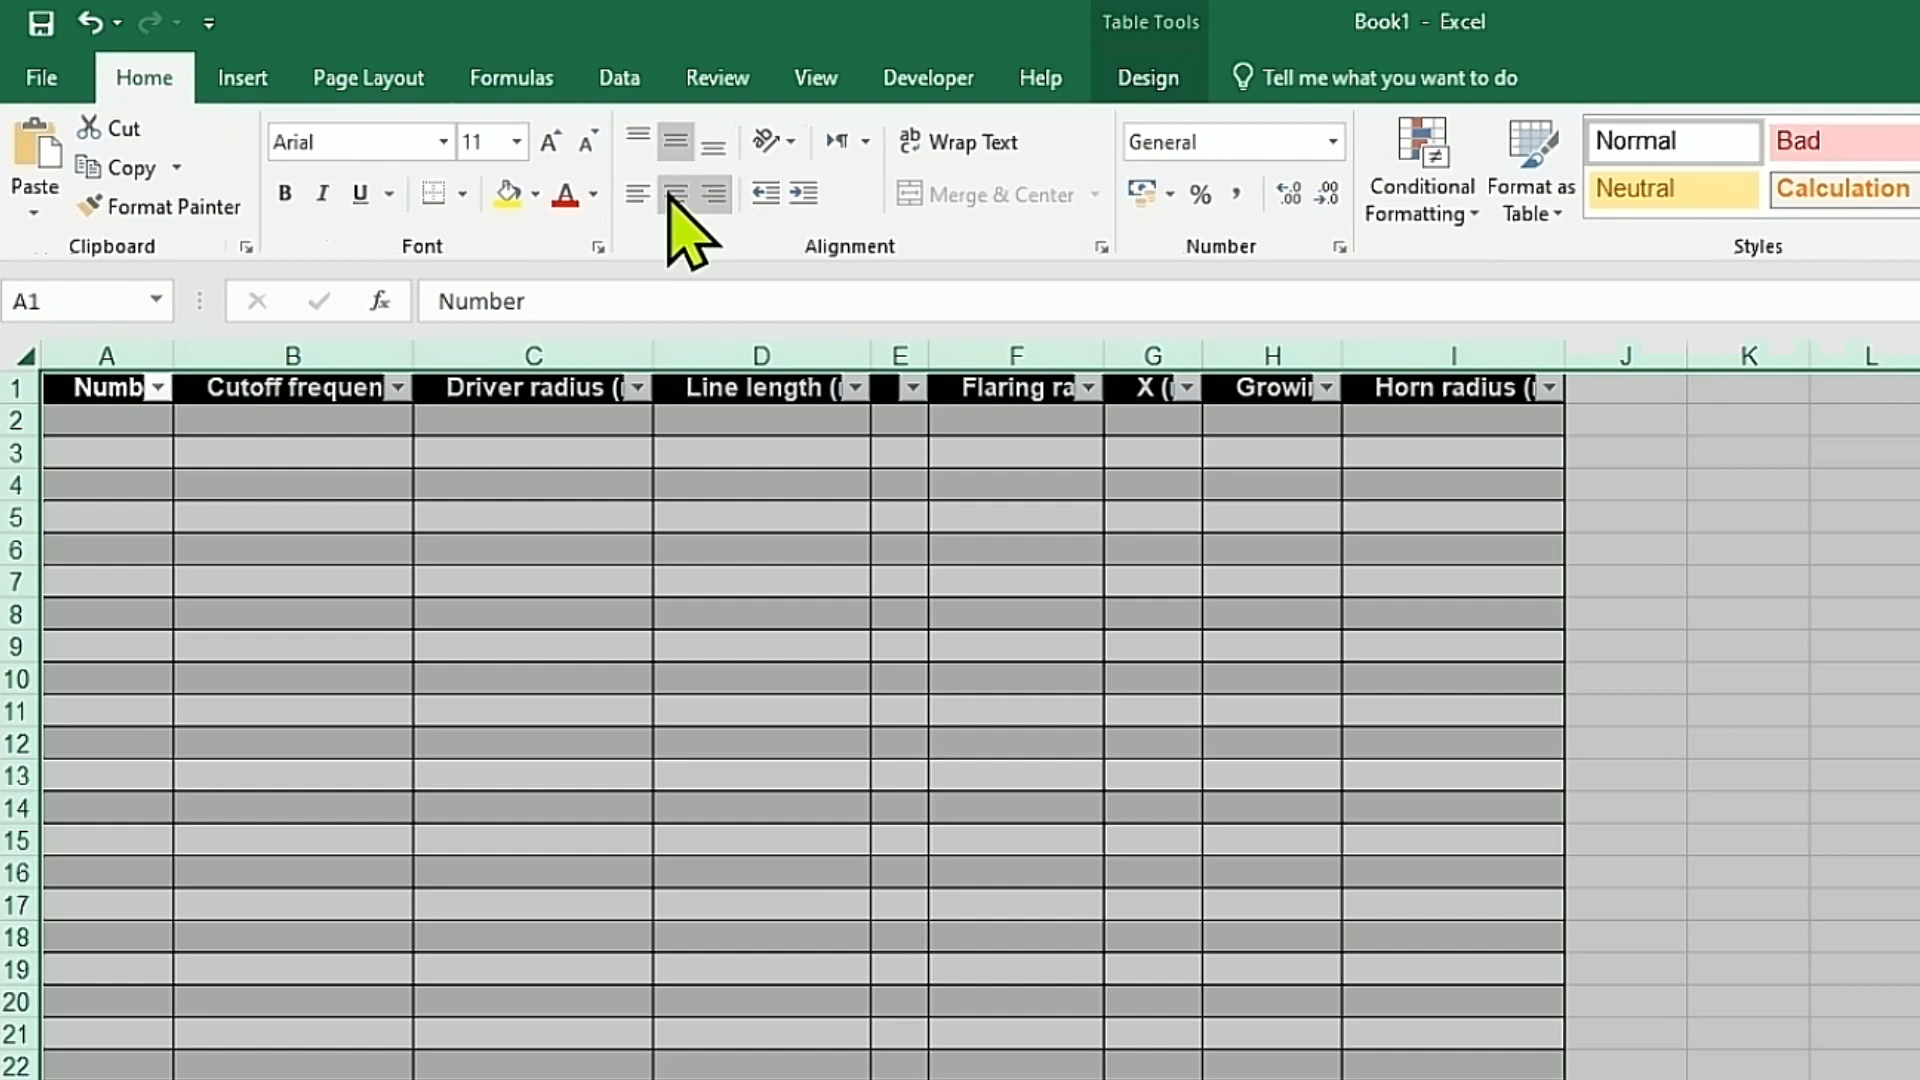 Table Tools
Book1 - Excel
File Home Insert Page Layout Formulas Data Review View Developer Help Design Tell me what you want to do
Paste
Cut
Copy
Format Painter
Clipboard
Arial 11
B I U A
Font
ab Wrap Text
Merge & Center
Alignment
General
% ,
Number
Conditional Formatting
Format as Table
Normal Bad
Neutral Calculation
Styles
A1 fx Number
A B C D E F G H I J K L
1 Numb Cutoff frequen Driver radius ( Line length ( Flaring ra X ( Growi Horn radius (
2
3
4
5
6
7
8
9
10
11
12
13
14
15
16
17
18
19
20
21
22